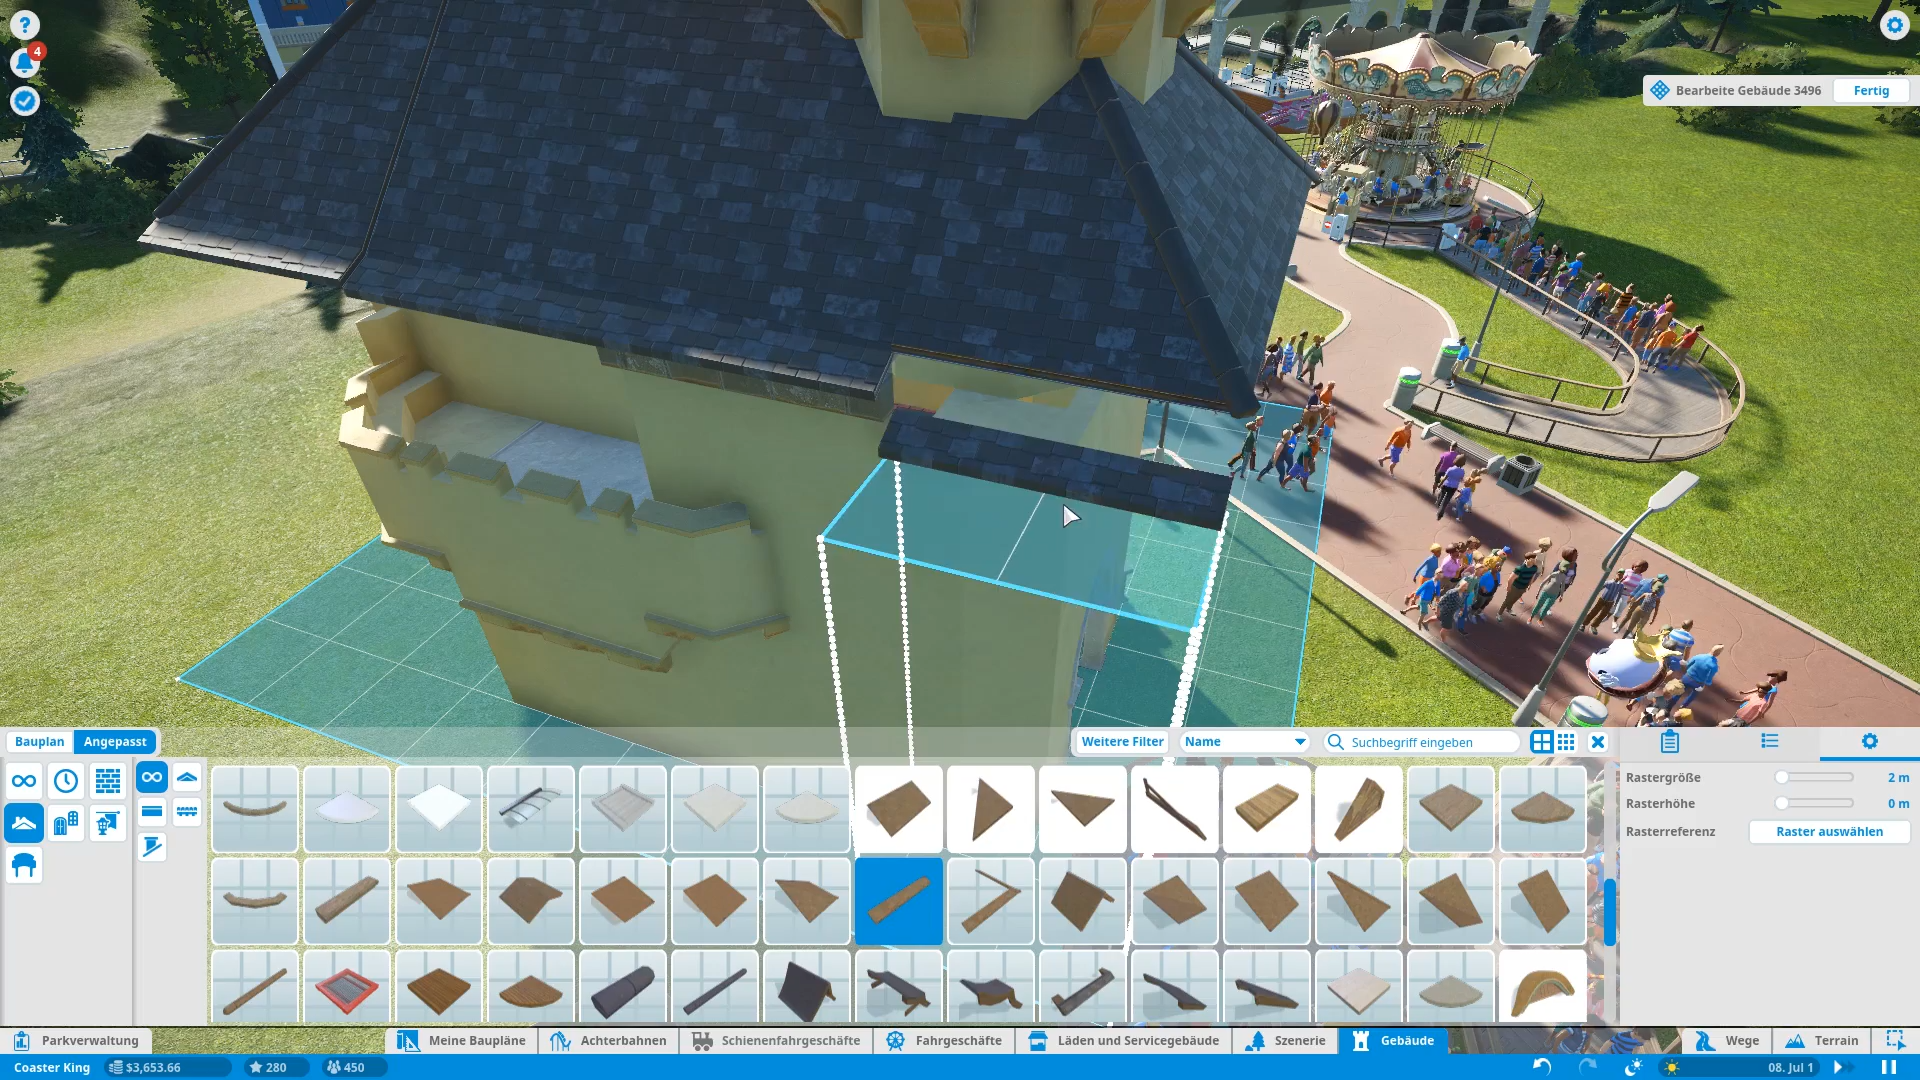 ?
4
Bearbeite Gebäude 3496
Fertig
Bauplan
Angepasst
Weitere Filter
Name
Suchbegriff eingeben
Rastergröße
2 m
Rasterhöhe
0 m
Rasterreferenz
Raster auswählen
Parkverwaltung
Meine Baupläne
Achterbahnen
Schienenfahrgeschäfte
Fahrgeschäfte
Läden und Servicegebäude
Szenerie
Gebäude
Wege
Terrain
Coaster King
$3,653.66
280
450
08. Jul 1